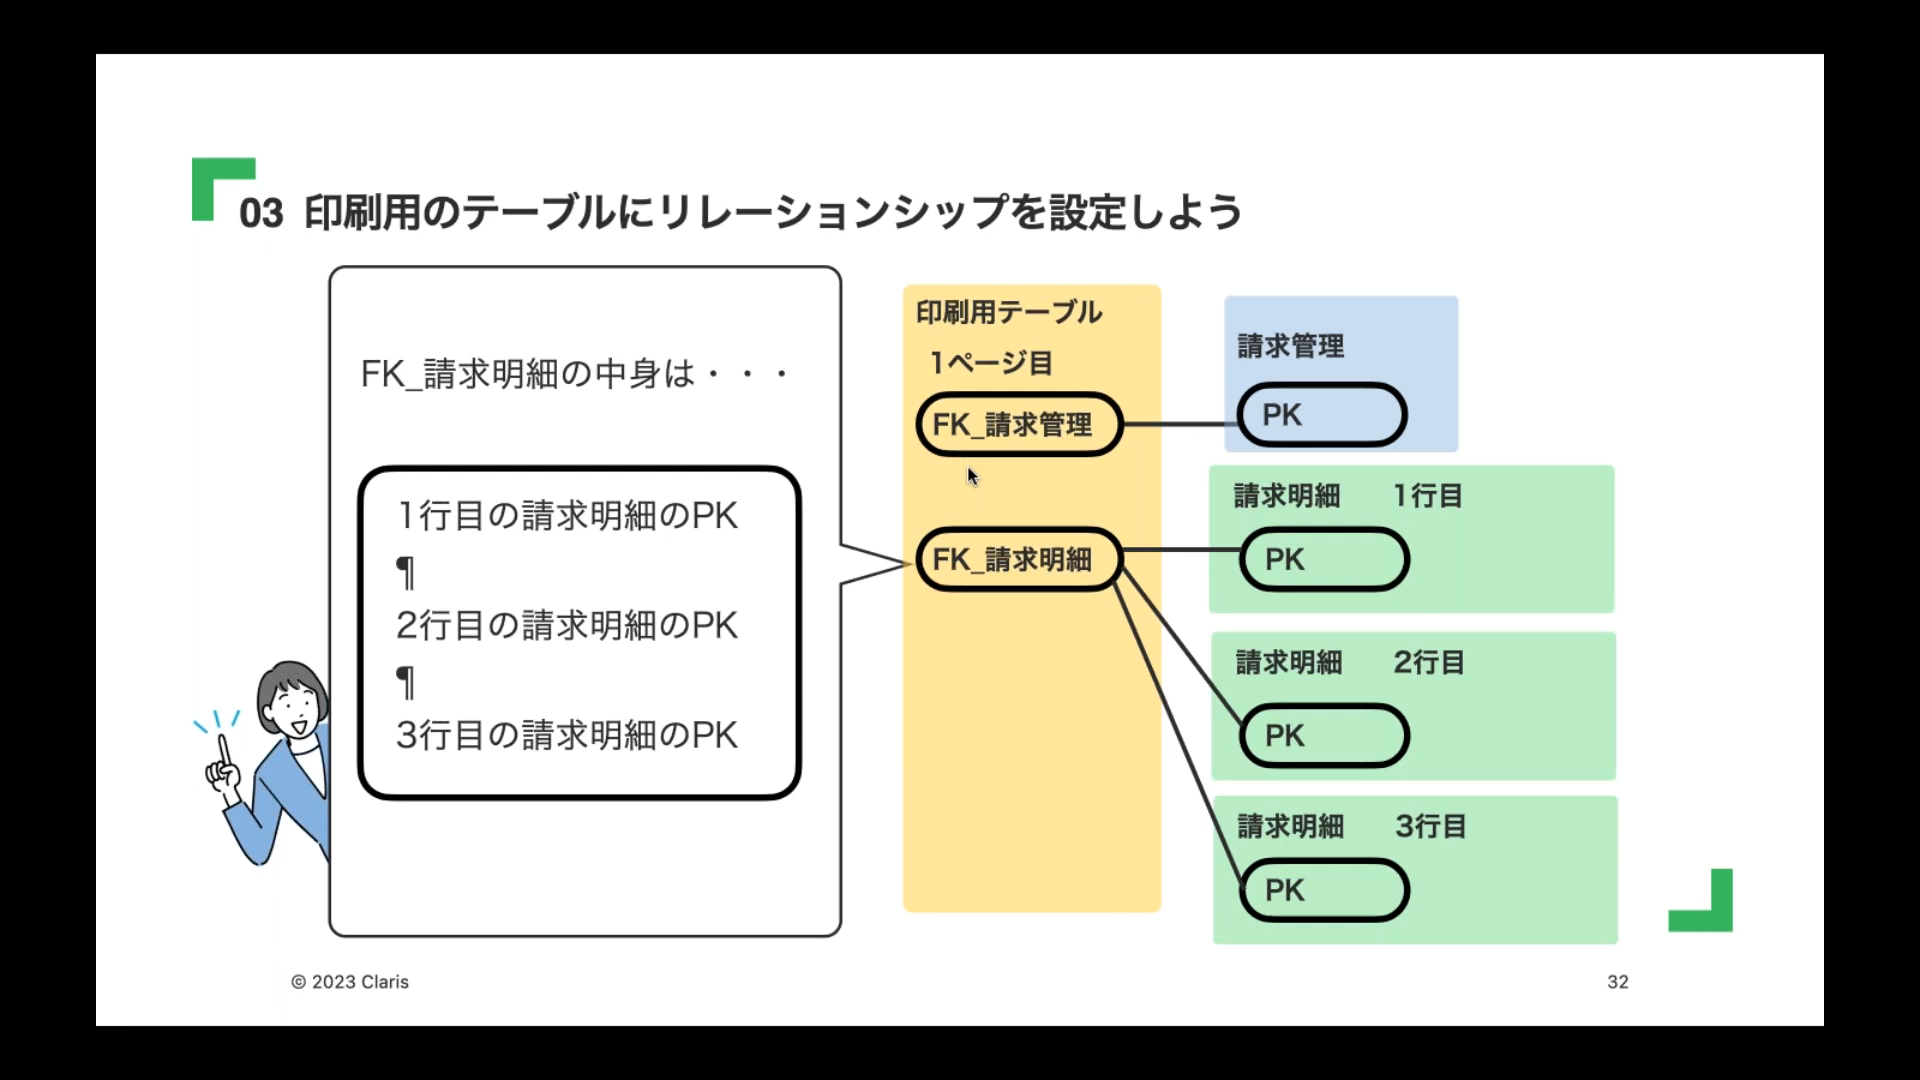 03 印刷用のテーブルにリレーションシップを設定しよう
FK_請求明細の中身は・・・
1行目の請求明細のPK
¶
2行目の請求明細のPK
¶
3行目の請求明細のPK
印刷用テーブル
1ページ目
FK_請求管理
FK_請求明細
請求管理
PK
請求明細 1行目
PK
請求明細 2行目
PK
請求明細 3行目
PK
© 2023 Claris
32